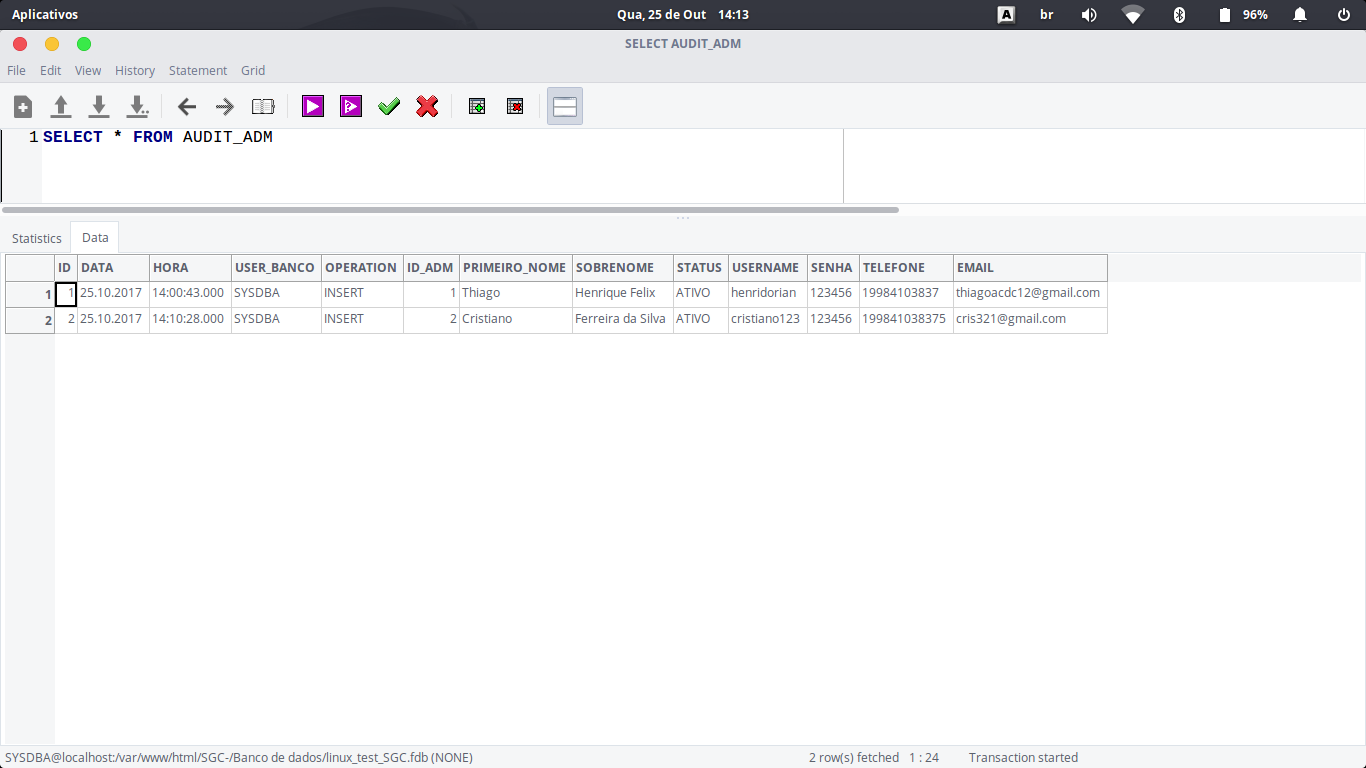 Aplicativos Qua, 25 de Out 14:13 A br 96%
SELECT AUDIT_ADM
File Edit View History Statement Grid
1 SELECT * FROM AUDIT_ADM
Statistics Data
ID DATA HORA USER_BANCO OPERATION ID_ADM PRIMEIRO_NOME SOBRENOME STATUS USERNAME SENHA TELEFONE EMAIL
1 1 25.10.2017 14:00:43.000 SYSDBA INSERT 1 Thiago Henrique Felix ATIVO henridorian 123456 19984103837 thiagoacdc12@gmail.com
2 2 25.10.2017 14:10:28.000 SYSDBA INSERT 2 Cristiano Ferreira da Silva ATIVO cristiano123 123456 199841038375 cris321@gmail.com
SYSDBA@localhost:/var/www/html/SGC-/Banco de dados/linux_test_SGC.fdb (NONE) 2 row(s) fetched 1 : 24 Transaction started